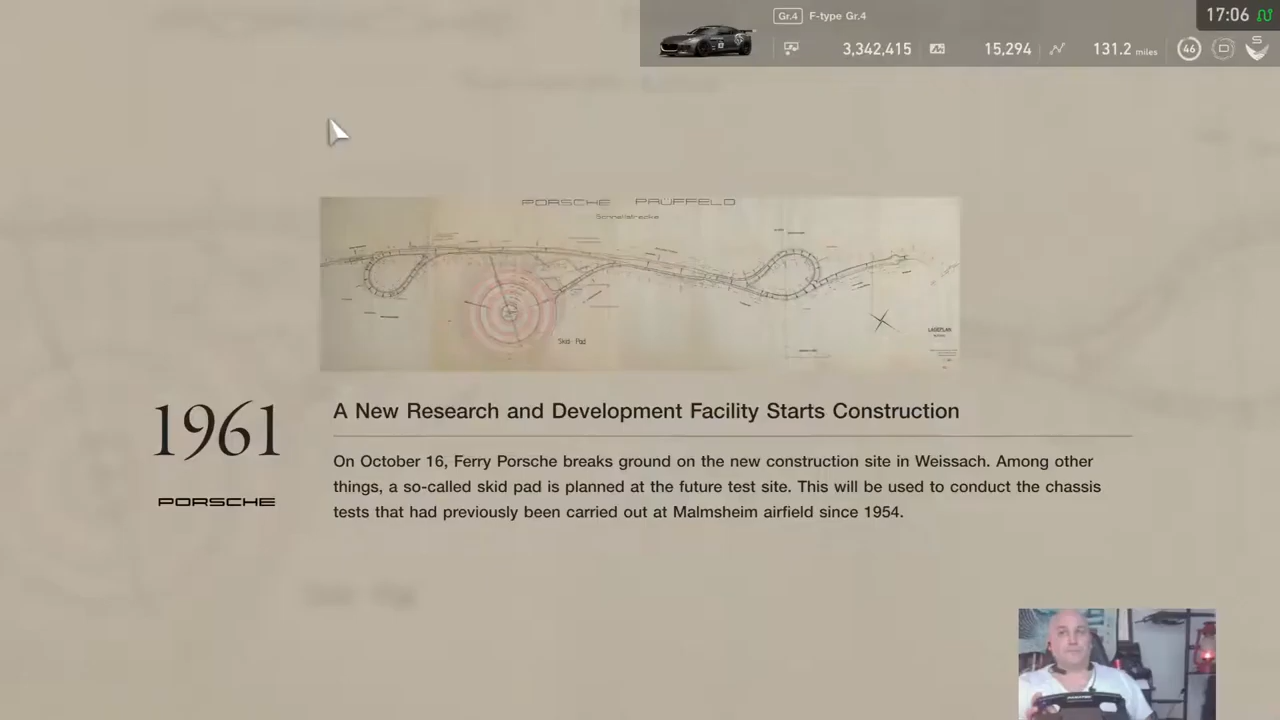 Gr.4 F-type Gr.4
17:06
3,342,415 15,294 131.2 miles 46 D S
PORSCHE PRÜFFELD
Schnellstrecke
Skid-Pad
LAGEPLAN
1961
PORSCHE
A New Research and Development Facility Starts Construction
On October 16, Ferry Porsche breaks ground on the new construction site in Weissach. Among other
things, a so-called skid pad is planned at the future test site. This will be used to conduct the chassis
tests that had previously been carried out at Malmsheim airfield since 1954.